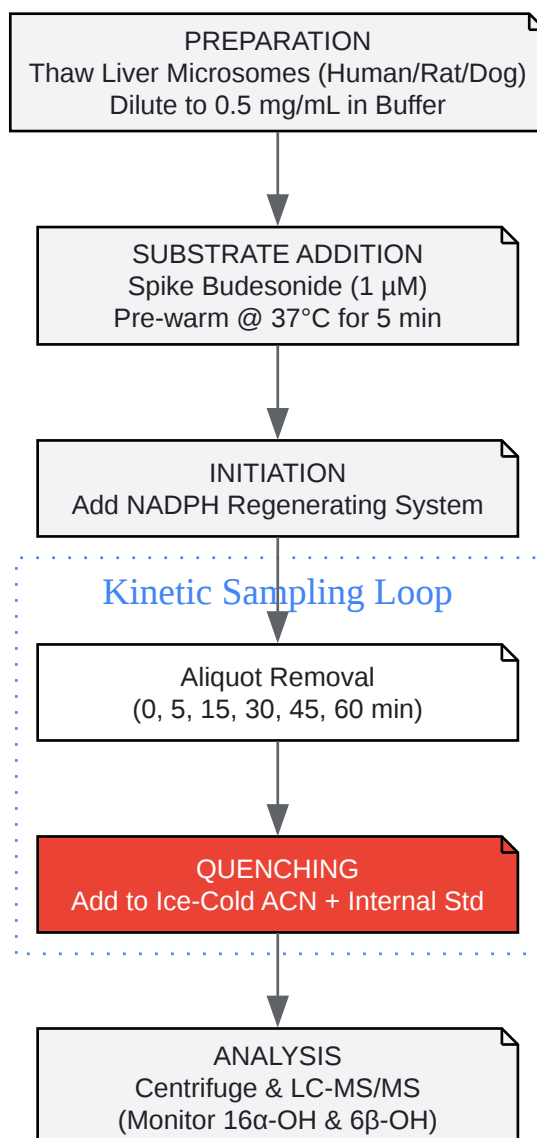 PREPARATION
Thaw Liver Microsomes (Human/Rat/Dog)
Dilute to 0.5 mg/mL in Buffer
SUBSTRATE ADDITION
Spike Budesonide (1 µM)
Pre-warm @ 37°C for 5 min
INITIATION
Add NADPH Regenerating System
Kinetic Sampling Loop
Aliquot Removal
(0, 5, 15, 30, 45, 60 min)
QUENCHING
Add to Ice-Cold ACN + Internal Std
ANALYSIS
Centrifuge & LC-MS/MS
(Monitor 16α-OH & 6β-OH)